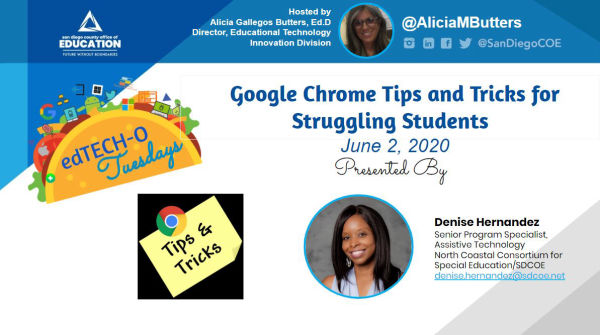 san diego county office of
EDUCATION
FUTURE WITHOUT BOUNDARIES
Hosted by
Alicia Gallegos Butters, Ed.D
Director, Educational Technology
Innovation Division
@AliciaMButters
@SanDiegoCOE
edTECH-O
Tuesdays
Google Chrome Tips and Tricks for
Struggling Students
June 2, 2020
Presented By
Tips &
Tricks
Denise Hernandez
Senior Program Specialist,
Assistive Technology
North Coastal Consortium for
Special Education/SDCOE
denise.hernandez@sdcoe.net